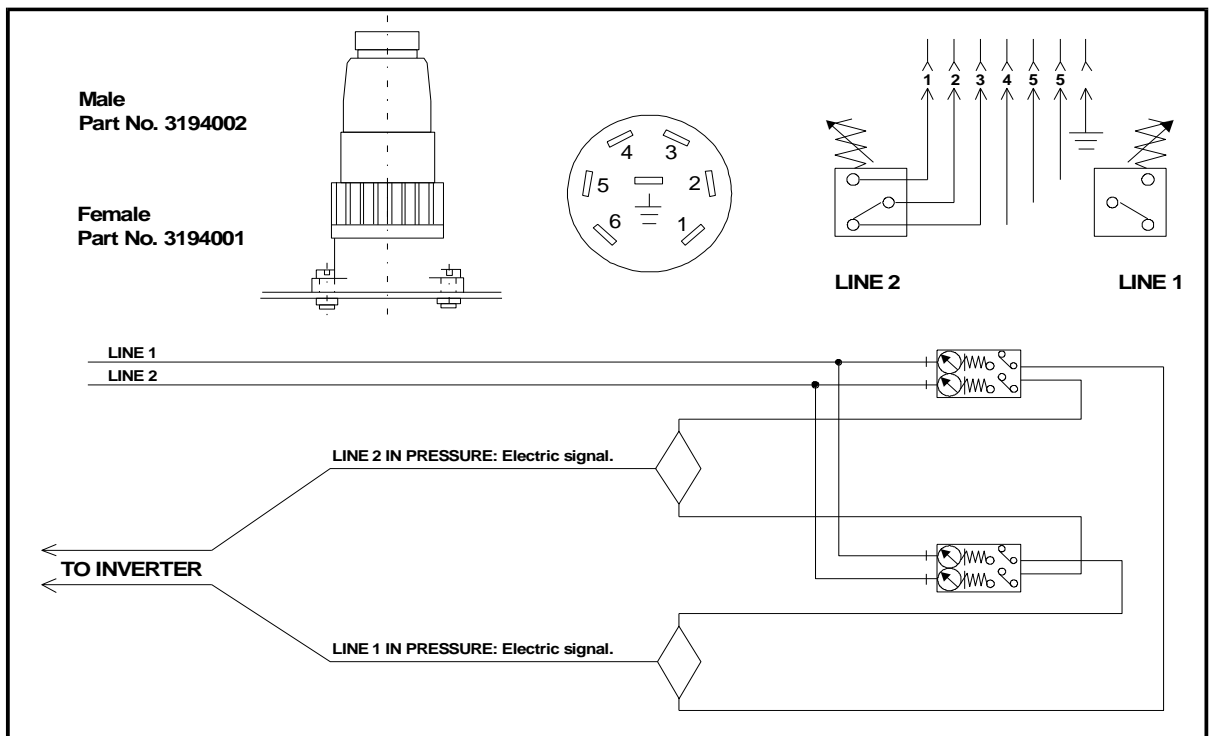 Male
Part No. 3194002
Female
Part No. 3194001
4 3
5 2
6 1
1 2 3 4 5 5
LINE 2 LINE 1
LINE 1
LINE 2
LINE 2 IN PRESSURE: Electric signal.
TO INVERTER
LINE 1 IN PRESSURE: Electric signal.